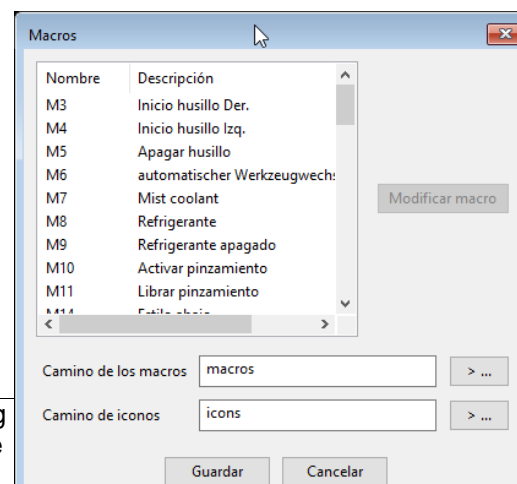 Macros
Nombre Descripción
M3 Inicio husillo Der.
M4 Inicio husillo Izq.
M5 Apagar husillo
M6 automatischer Werkzeugwechs
M7 Mist coolant
M8 Refrigerante
M9 Refrigerante apagado
M10 Activar pinzamiento
M11 Librar pinzamiento
Modificar macro
Camino de los macros macros > ...
Camino de iconos icons > ...
Guardar Cancelar
g
e